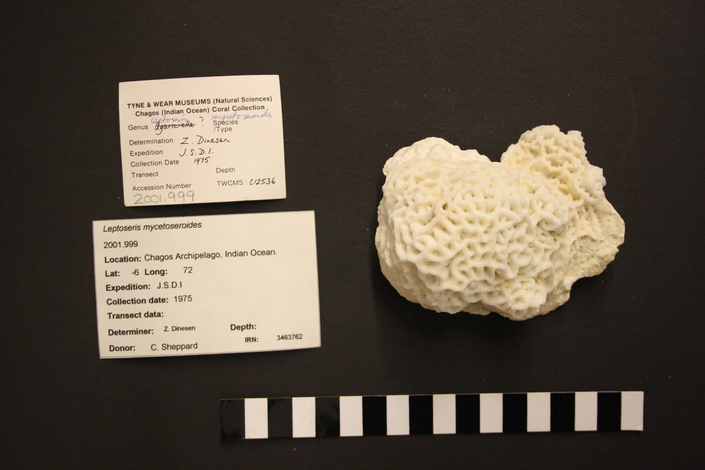 TYNE & WEAR MUSEUMS (Natural Sciences)
Chagos (Indian Ocean) Coral Collection
Genus ? Species mycetoseroides
/Type
Determination Z. Dinesen
Expedition J.S.D.I.
Collection Date 1975
Transect Depth
Accession Number TWCMS : C12536
2001.999
Leptoseris mycetoseroides
2001.999
Location: Chagos Archipelago, Indian Ocean.
Lat: -6 Long: 72
Expedition: J.S.D.I
Collection date: 1975
Transect data:
Determiner: Z. Dinesen Depth:
IRN: 3463762
Donor: C. Sheppard